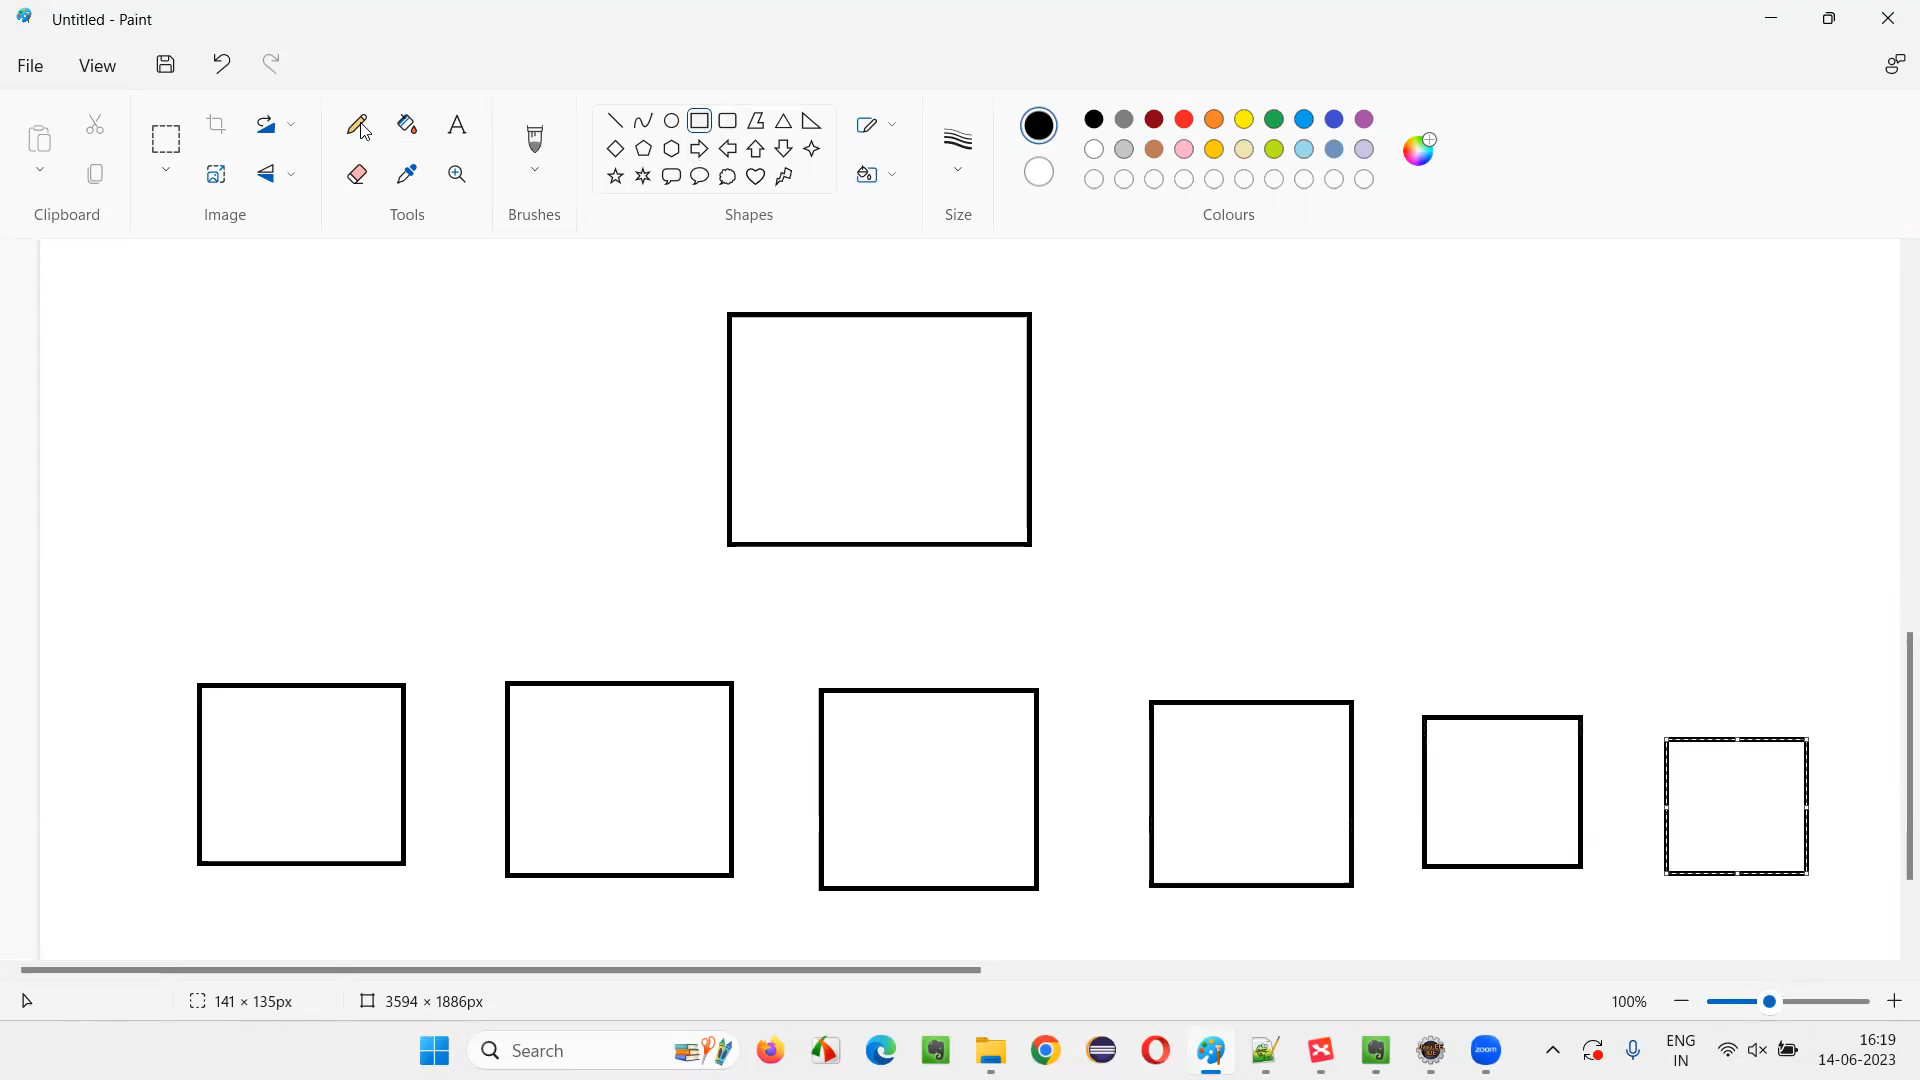 Untitled - Paint
File View
Clipboard Image Tools Brushes Shapes Size Colours
141 × 135px 3594 × 1886px 100%
Search zoom ENG 16:19
IN 14-06-2023